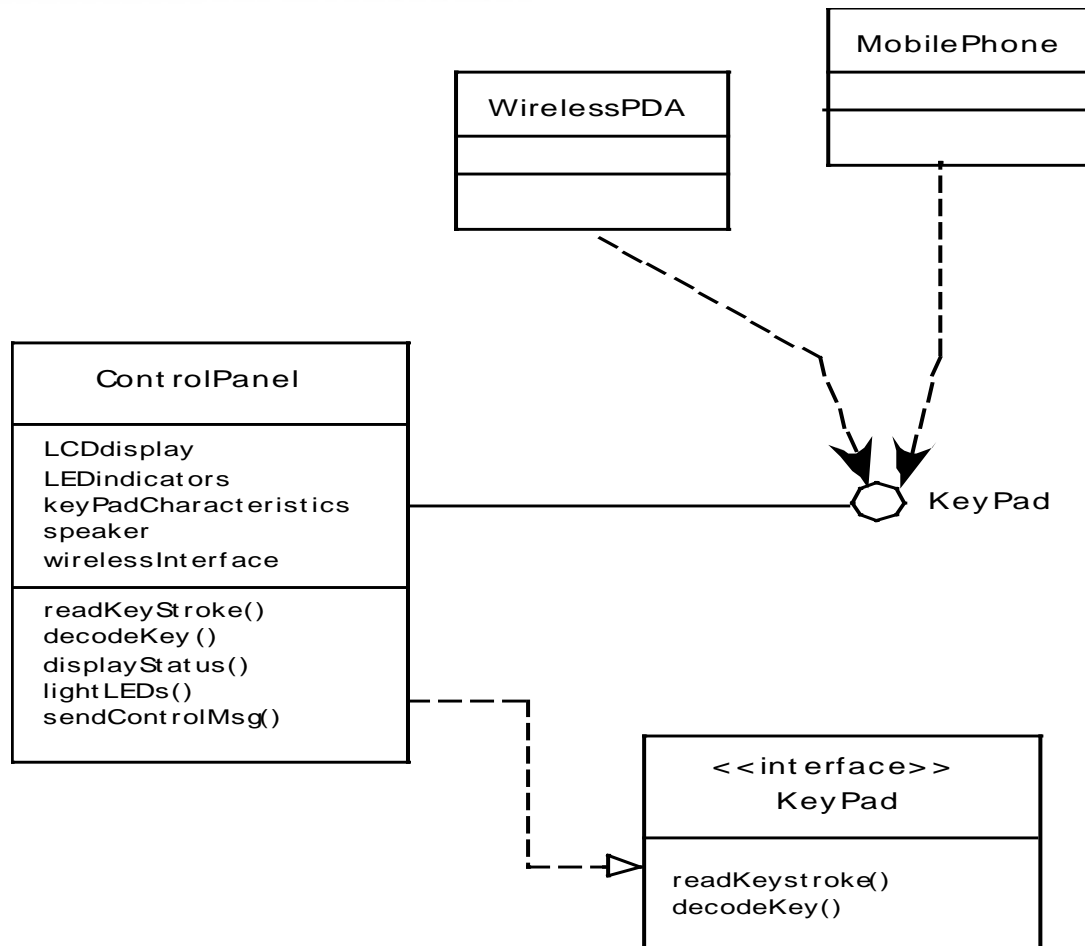 MobilePhone
WirelessPDA
ControlPanel
LCDdisplay
LEDindicators
keyPadCharacteristics
speaker
wirelessInterface
KeyPad
readKeyStroke()
decodeKey()
displayStatus()
lightLEDs()
sendControlMsg()
<<interface>>
KeyPad
readKeystroke()
decodeKey()